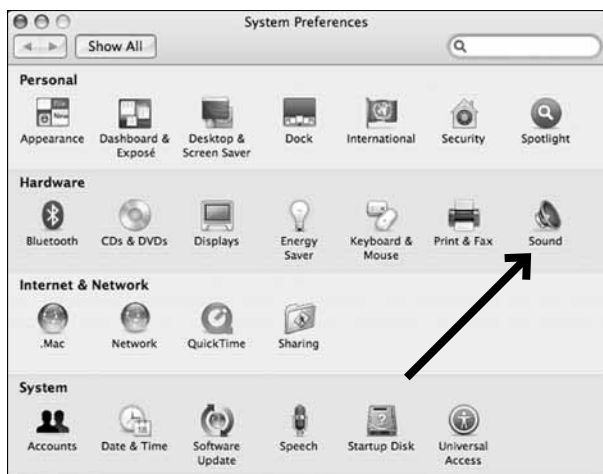 System Preferences
Show All
Personal
Appearance Dashboard & Exposé Desktop & Screen Saver Dock International Security Spotlight
Hardware
Bluetooth CDs & DVDs Displays Energy Saver Keyboard & Mouse Print & Fax Sound
Internet & Network
.Mac Network QuickTime Sharing
System
Accounts Date & Time Software Update Speech Startup Disk Universal Access